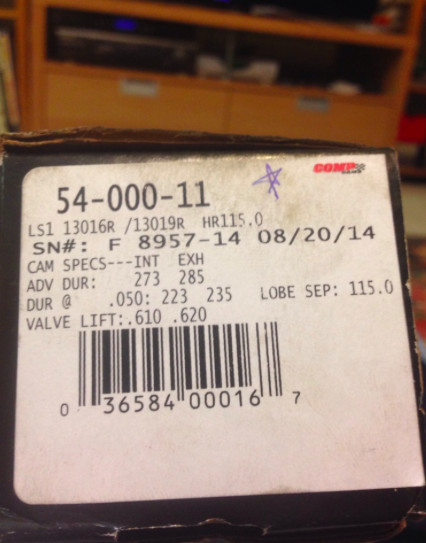 COMP
CAMS
54-000-11
LS1 13016R /13019R HR115.0
SN#: F 8957-14 08/20/14
CAM SPECS---INT EXH
ADV DUR: 273 285
DUR @ .050: 223 235 LOBE SEP: 115.0
VALVE LIFT:.610 .620
0 36584 00016 7